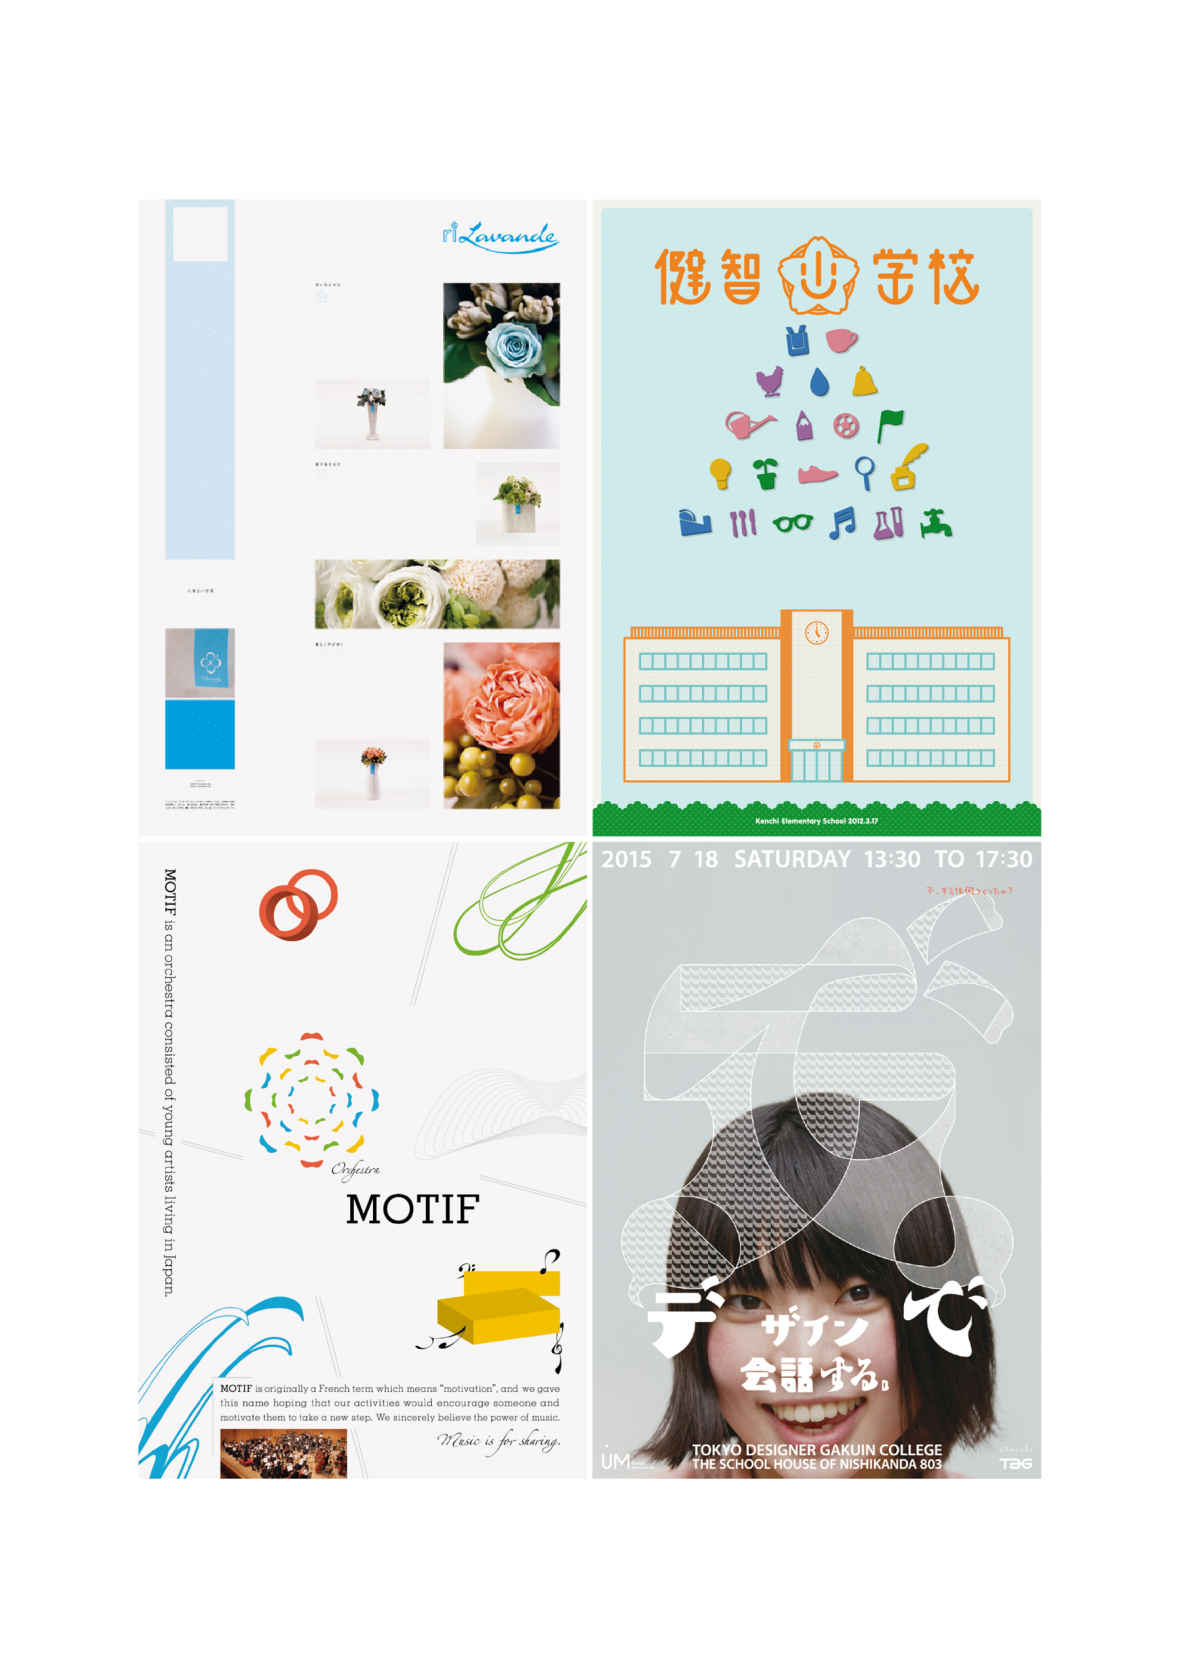 riLavande
健智小学校
Kenchi Elementary School 2012.3.17
MOTIF is an orchestra consisted of young artists living in Japan.
Orchestra
MOTIF
MOTIF is originally a French term which means "motivation", and we gave
this name hoping that our activities would encourage someone and
motivate them to take a new step. We sincerely believe the power of music.
Music is for sharing.
2015 7 18 SATURDAY 13:30 TO 17:30
デザインで
会話する。
TOKYO DESIGNER GAKUIN COLLEGE
THE SCHOOL HOUSE OF NISHIKANDA 803
ÚM
TDG